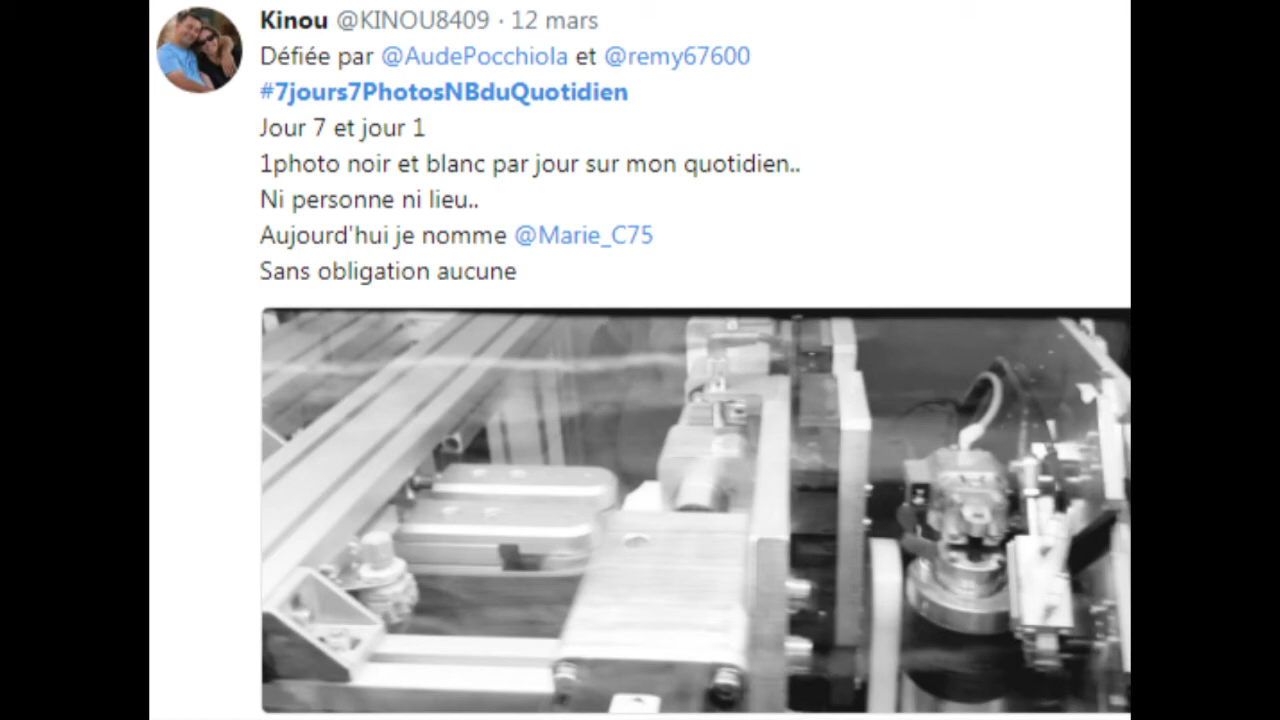 Kinou @KINOU8409 · 12 mars
Défiée par @AudePocchiola et @remy67600
#7jours7PhotosNBduQuotidien
Jour 7 et jour 1
1photo noir et blanc par jour sur mon quotidien..
Ni personne ni lieu..
Aujourd'hui je nomme @Marie_C75
Sans obligation aucune